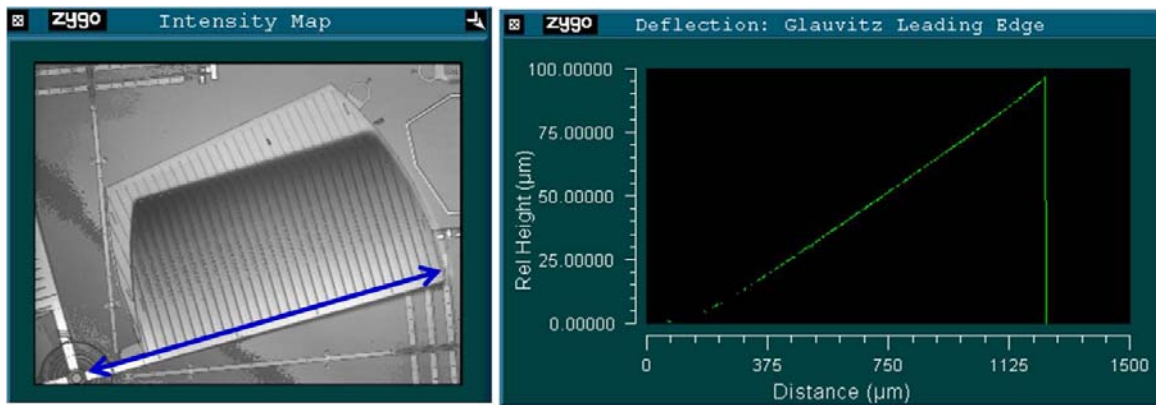 zygo Intensity Map
zygo Deflection: Glauvitz Leading Edge
100.00000
75.00000
50.00000
25.00000
0.00000
Rel Height (µm)
0 375 750 1125 1500
Distance (µm)